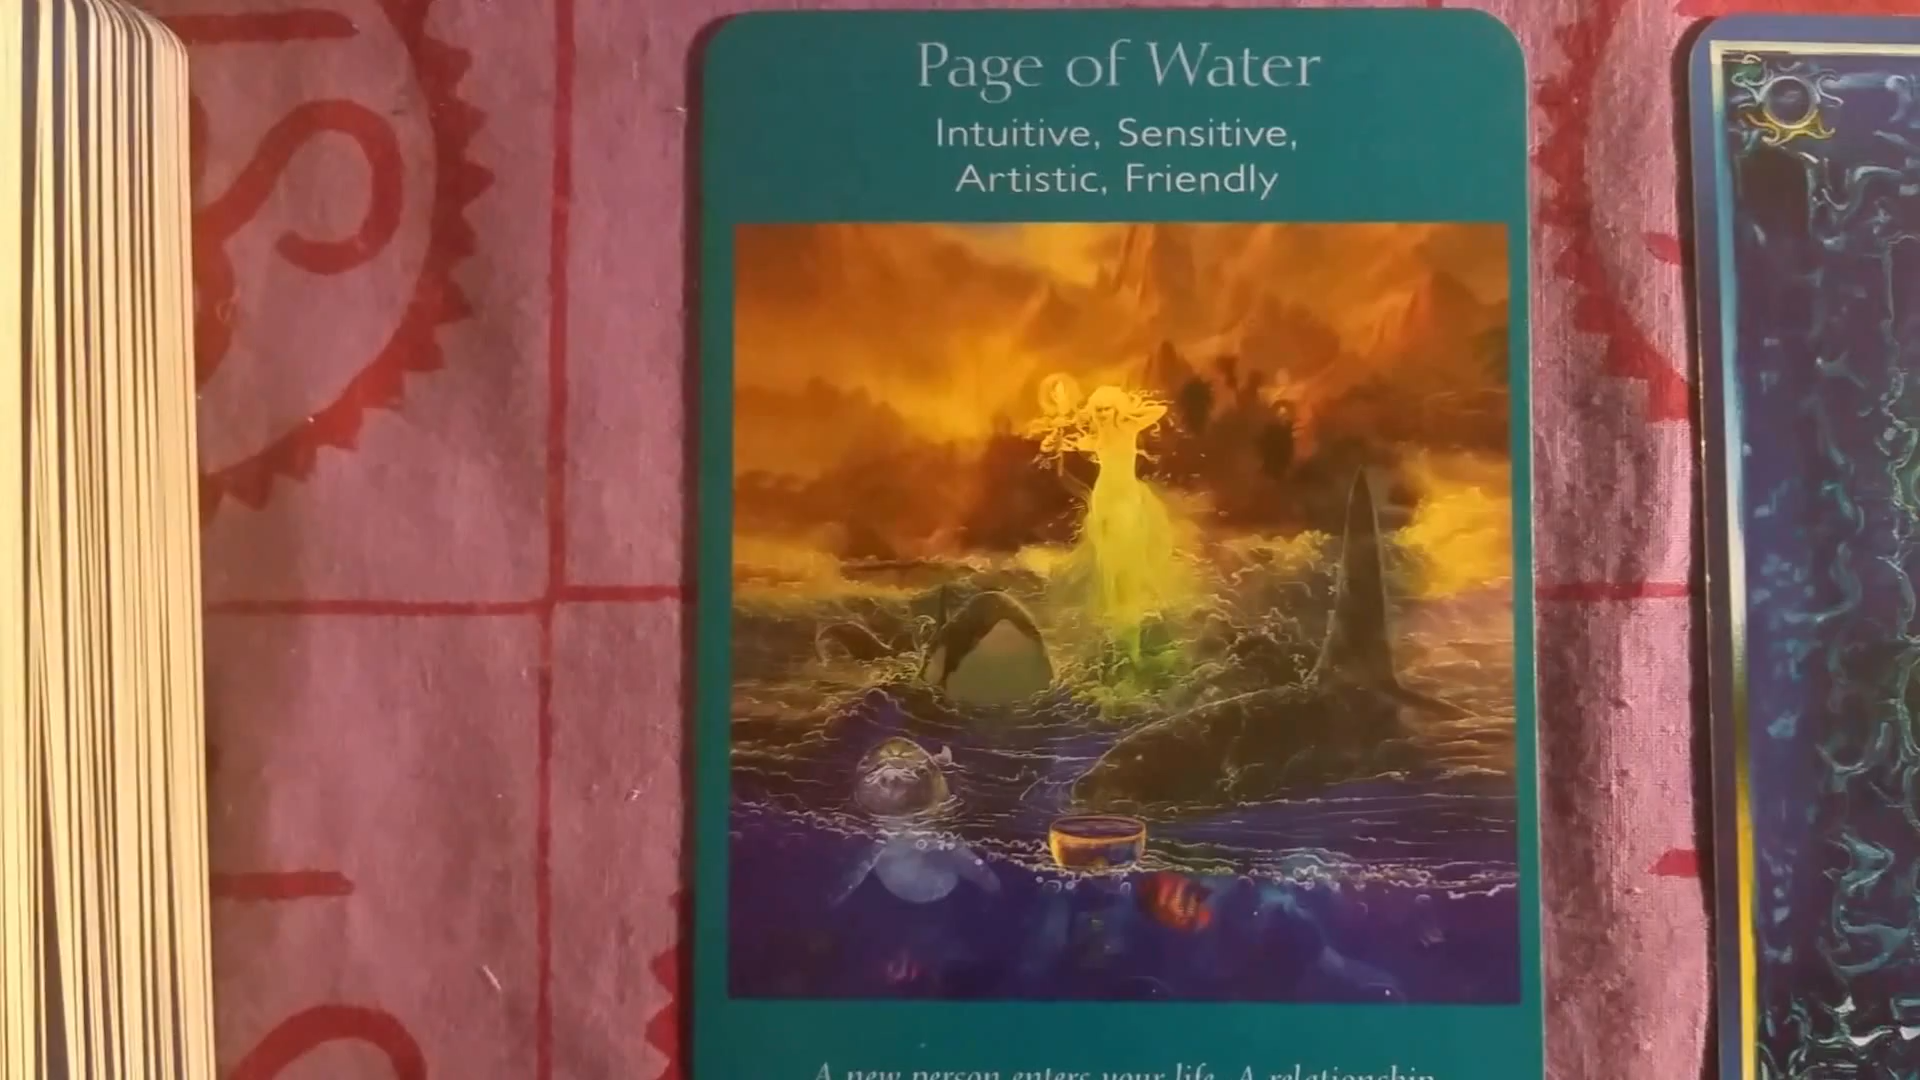 Page of Water
Intuitive, Sensitive,
Artistic, Friendly
A new person enters your life. A relationship